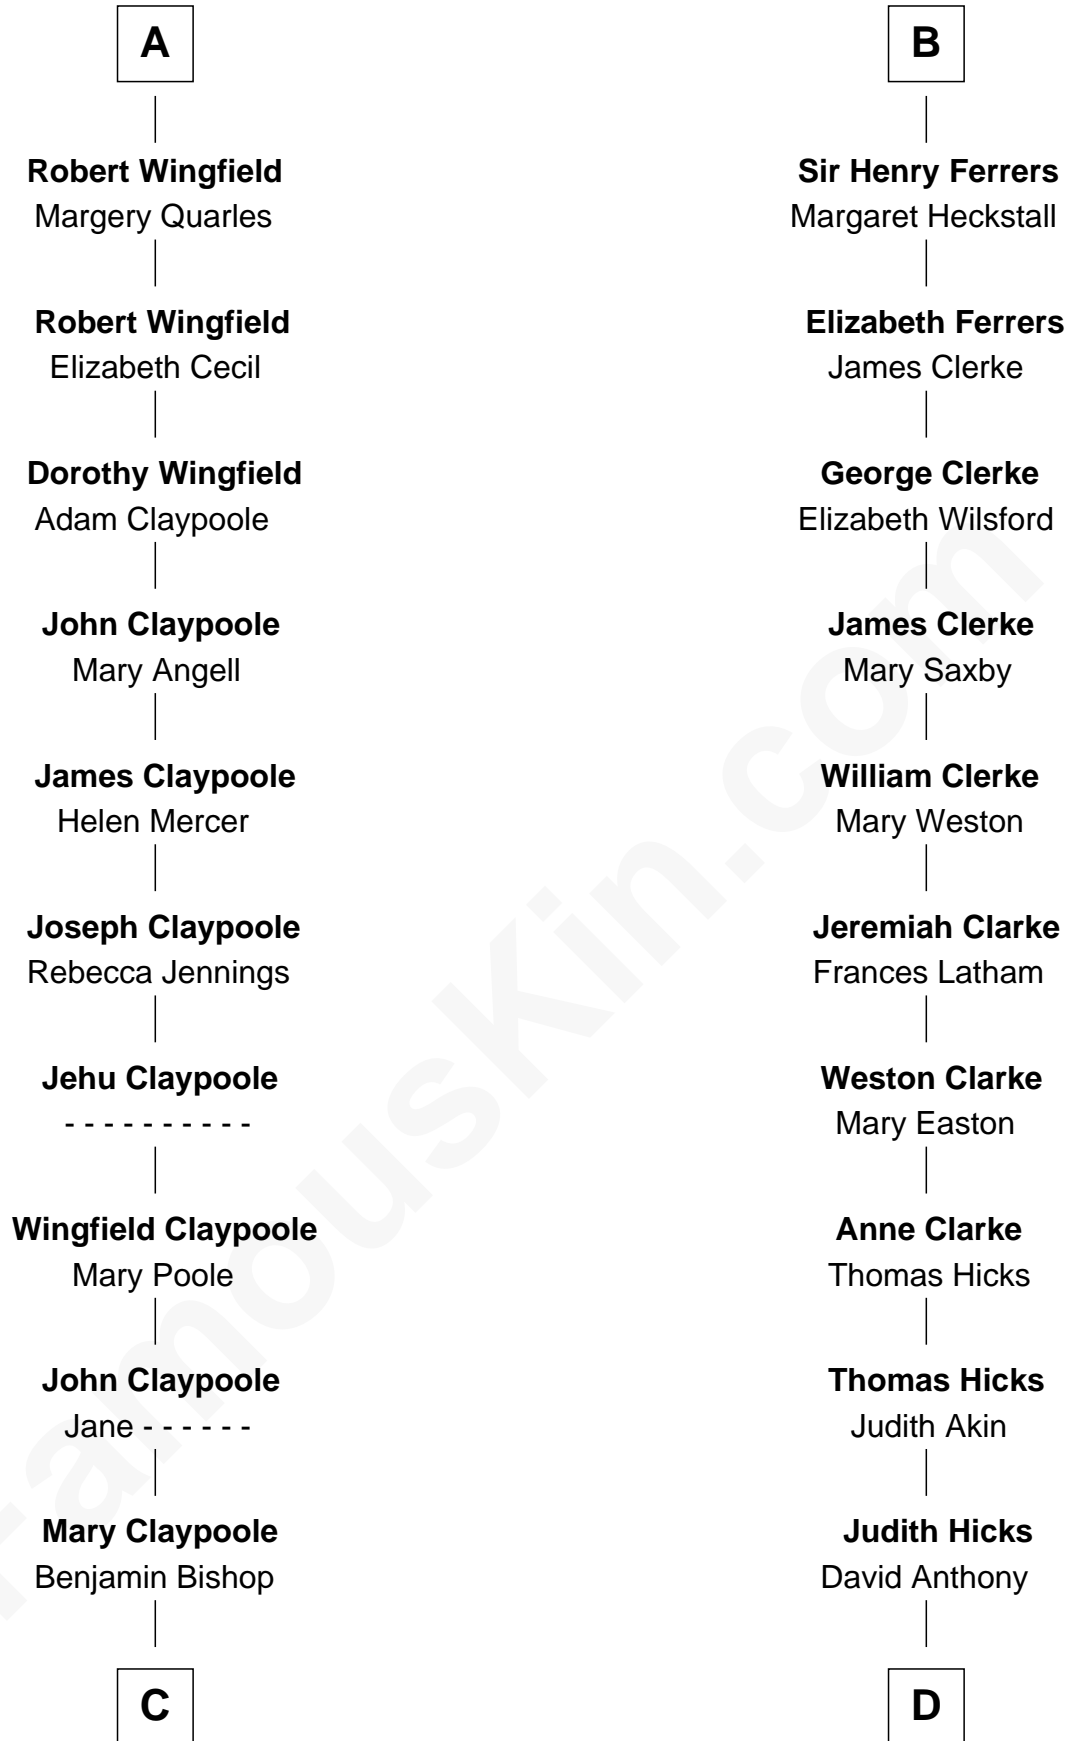 A
Robert Wingfield
Margery Quarles
Robert Wingfield
Elizabeth Cecil
Dorothy Wingfield
Adam Claypoole
John Claypoole
Mary Angell
James Claypoole
Helen Mercer
Joseph Claypoole
Rebecca Jennings
Jehu Claypoole
- - - - - - - - - -
Wingfield Claypoole
Mary Poole
John Claypoole
Jane - - - - - -
Mary Claypoole
Benjamin Bishop
C
B
Sir Henry Ferrers
Margaret Heckstall
Elizabeth Ferrers
James Clerke
George Clerke
Elizabeth Wilsford
James Clerke
Mary Saxby
William Clerke
Mary Weston
Jeremiah Clarke
Frances Latham
Weston Clarke
Mary Easton
Anne Clarke
Thomas Hicks
Thomas Hicks
Judith Akin
Judith Hicks
David Anthony
D
FamousKin.com